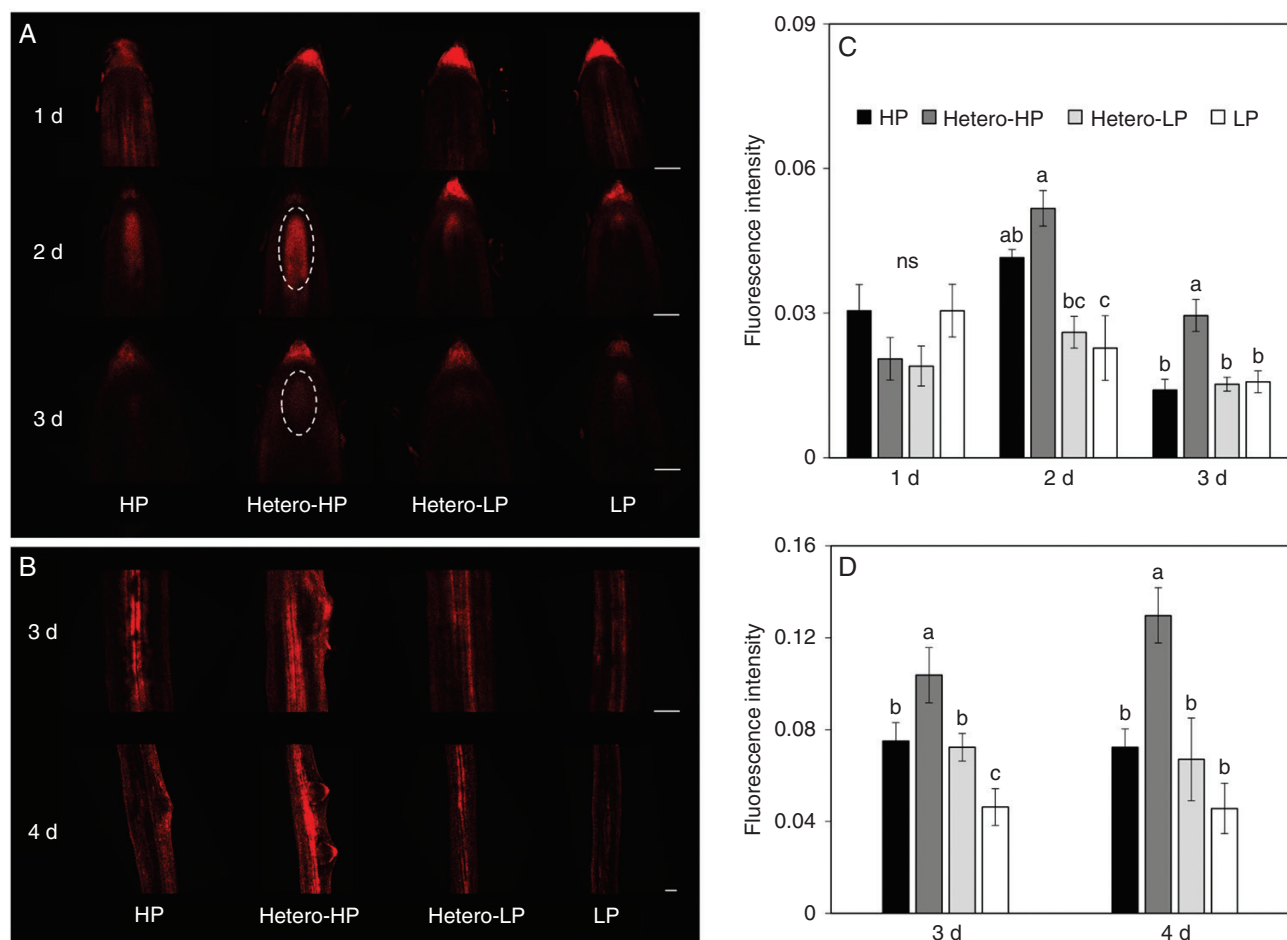 A
1 d
2 d
3 d
HP Hetero-HP Hetero-LP LP
B
3 d
4 d
HP Hetero-HP Hetero-LP LP
C
0.09
0.06
0.03
0
Fluorescence intensity
HP Hetero-HP Hetero-LP LP
ns
ab a bc c
b a b b
1 d 2 d 3 d
D
0.16
0.12
0.08
0.04
0
Fluorescence intensity
b a b c
b a b b
3 d 4 d